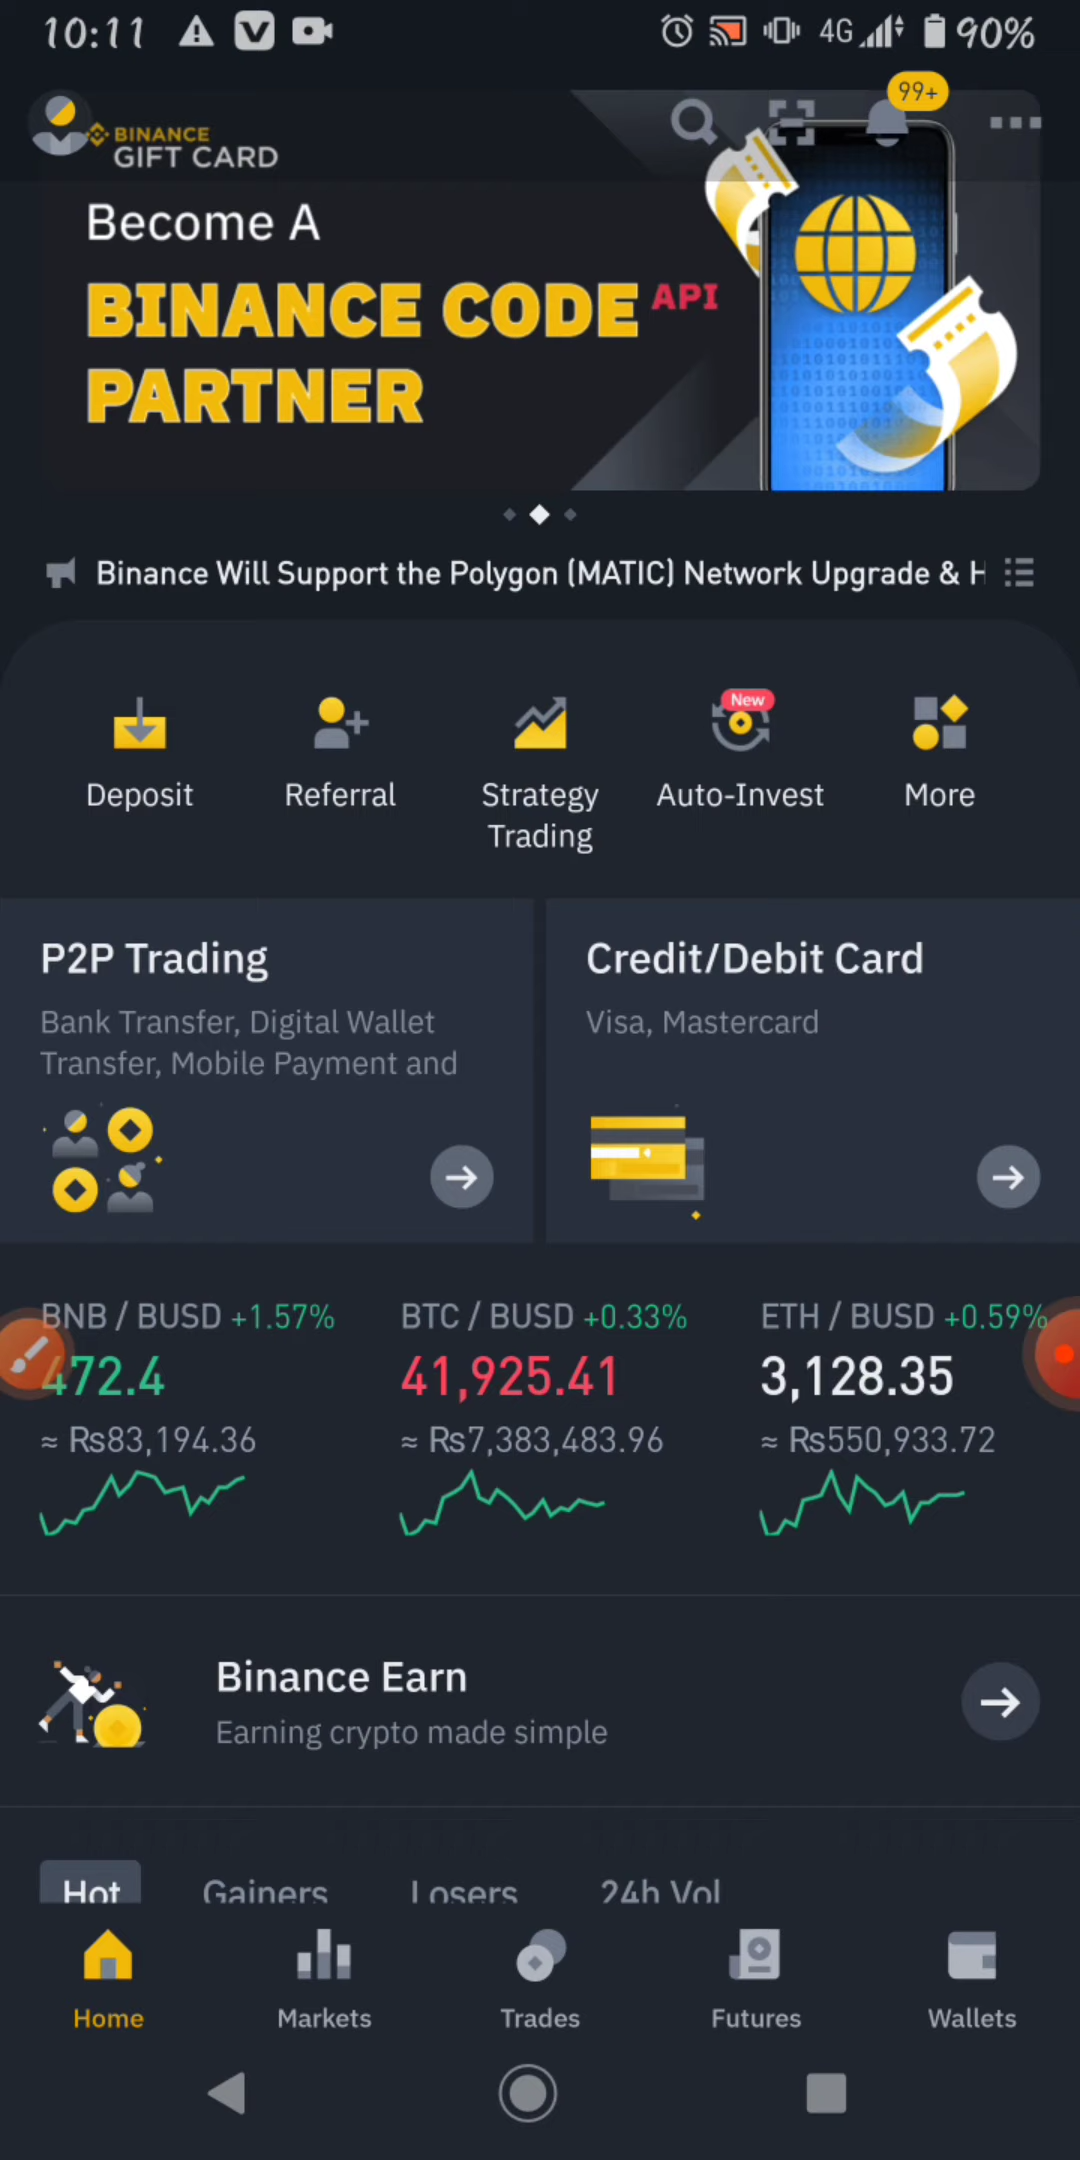 10:11
4G
90%
99+
BINANCE
GIFT CARD
Become A
BINANCE CODE API
PARTNER
Binance Will Support the Polygon (MATIC) Network Upgrade & H
New
Deposit
Referral
Strategy
Trading
Auto-Invest
More
P2P Trading
Bank Transfer, Digital Wallet
Transfer, Mobile Payment and
Credit/Debit Card
Visa, Mastercard
BNB / BUSD +1.57%
472.4
≈ Rs83,194.36
BTC / BUSD +0.33%
41,925.41
≈ Rs7,383,483.96
ETH / BUSD +0.59%
3,128.35
≈ Rs550,933.72
Binance Earn
Earning crypto made simple
Hot
Gainers
Losers
24h Vol
Home
Markets
Trades
Futures
Wallets